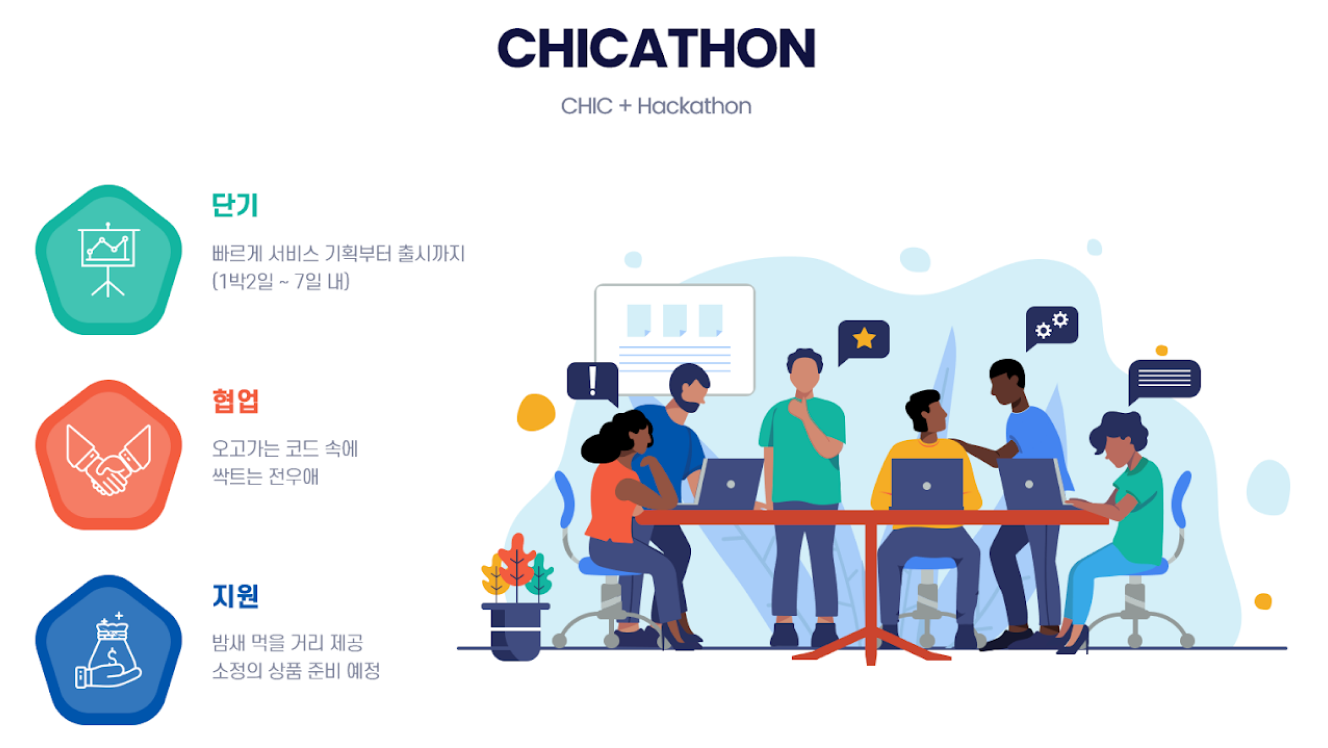 CHICATHON
CHIC + Hackathon
단기
빠르게 서비스 기획부터 출시까지
(1박2일 ~ 7일 내)
협업
오고가는 코드 속에
싹트는 전우애
지원
밤새 먹을 거리 제공
소정의 상품 준비 예정